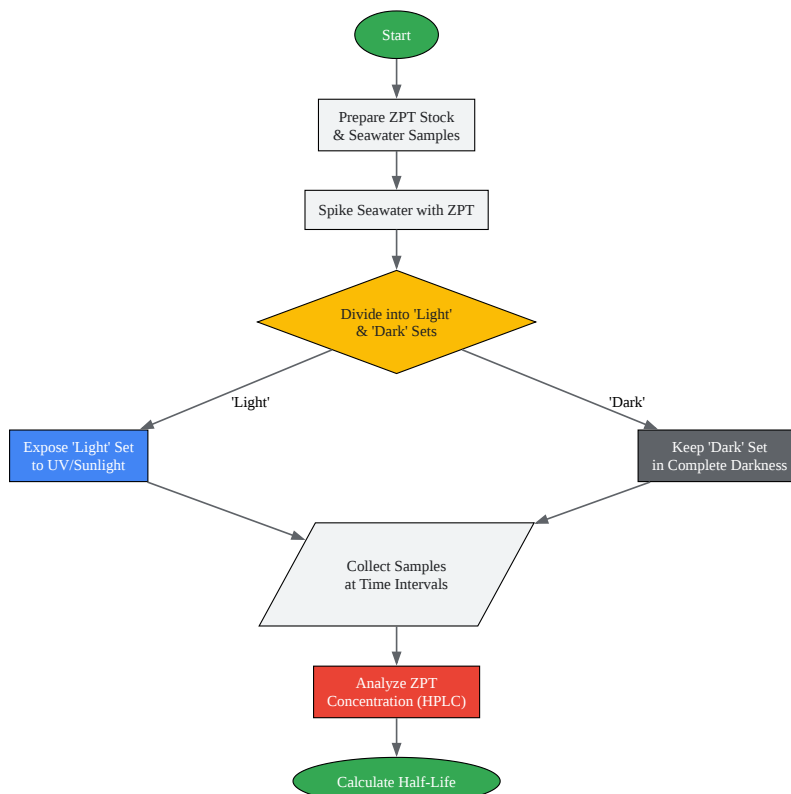 Start
Prepare ZPT Stock
& Seawater Samples
Spike Seawater with ZPT
Divide into 'Light'
& 'Dark' Sets
'Light'
'Dark'
Expose 'Light' Set
to UV/Sunlight
Keep 'Dark' Set
in Complete Darkness
Collect Samples
at Time Intervals
Analyze ZPT
Concentration (HPLC)
Calculate Half-Life